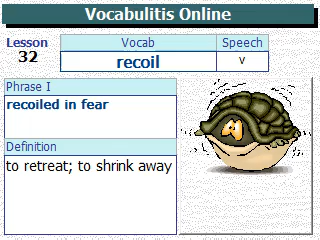 Vocabulitis Online
Lesson Vocab Speech
32 recoil v
Phrase I
recoiled in fear
Definition
to retreat; to shrink away